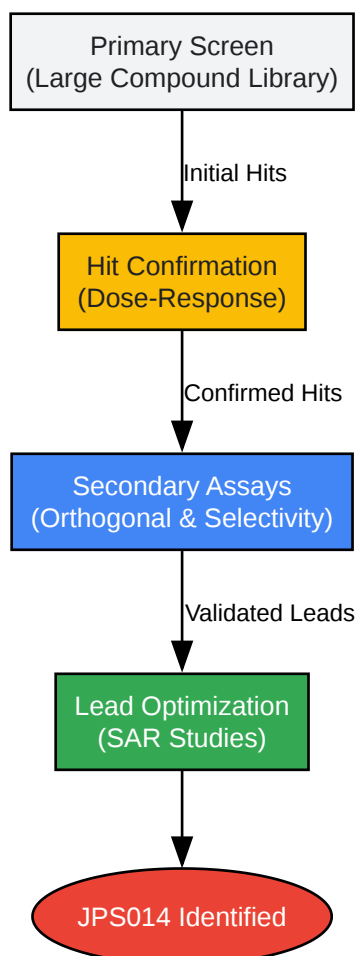 Primary Screen
(Large Compound Library)
Initial Hits
Hit Confirmation
(Dose-Response)
Confirmed Hits
Secondary Assays
(Orthogonal & Selectivity)
Validated Leads
Lead Optimization
(SAR Studies)
JPS014 Identified